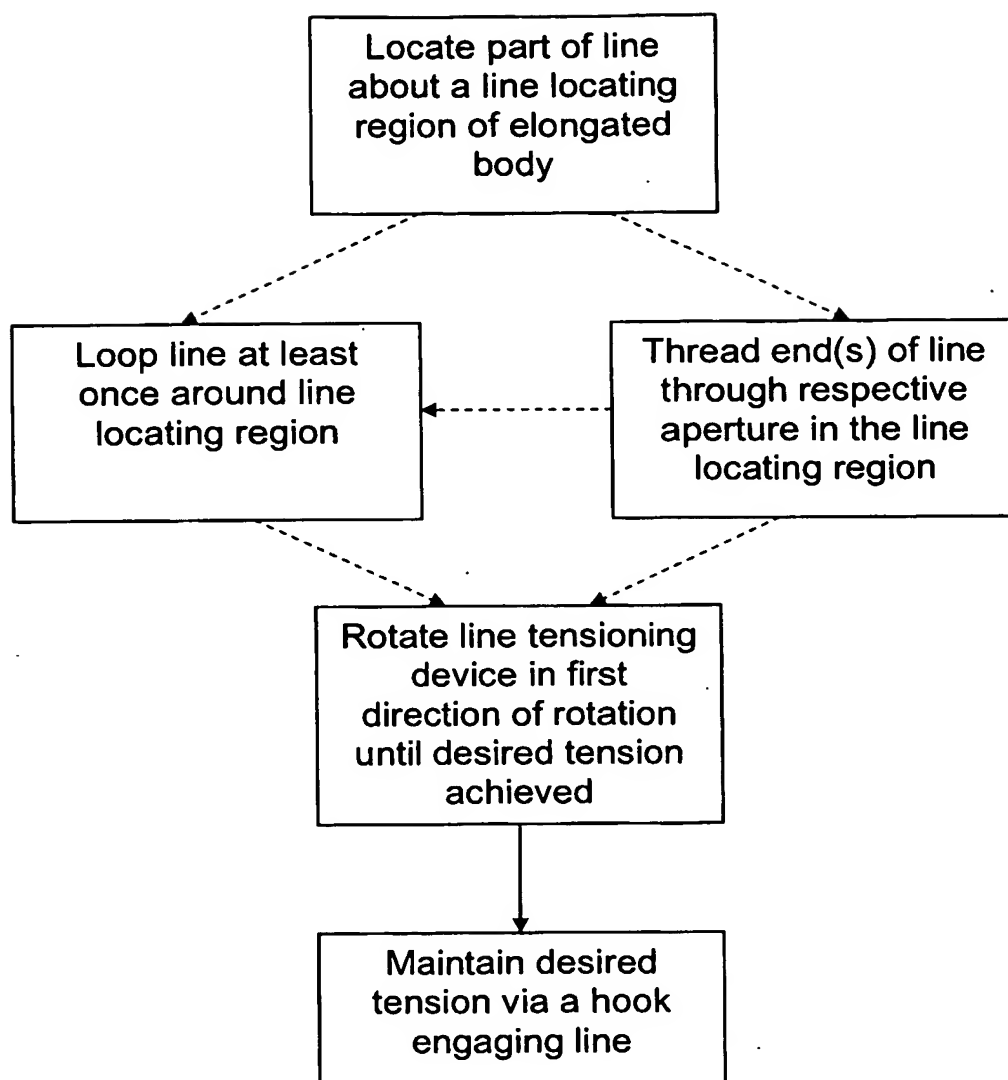 Locate part of line
about a line locating
region of elongated
body
Loop line at least
once around line
locating region
Thread end(s) of line
through respective
aperture in the line
locating region
Rotate line tensioning
device in first
direction of rotation
until desired tension
achieved
Maintain desired
tension via a hook
engaging line